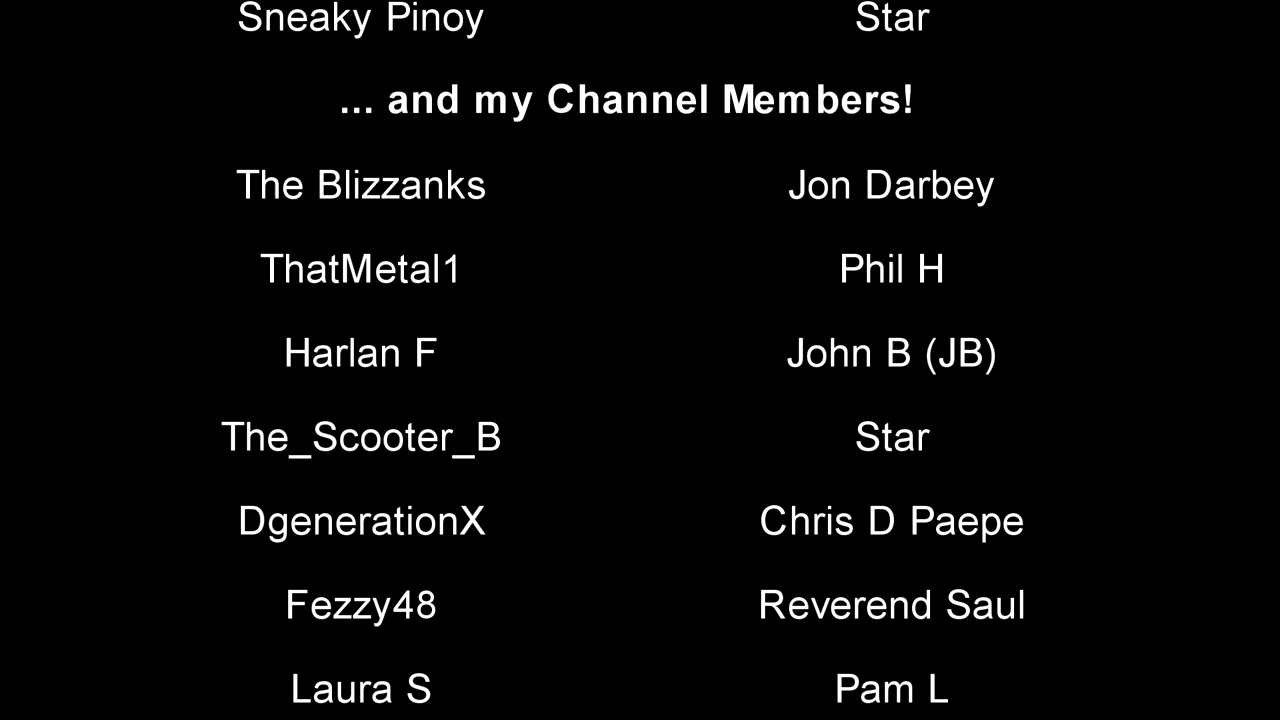 Sneaky Pinoy Star
... and my Channel Members!
The Blizzanks Jon Darbey
ThatMetal1 Phil H
Harlan F John B (JB)
The_Scooter_B Star
DgenerationX Chris D Paepe
Fezzy48 Reverend Saul
Laura S Pam L